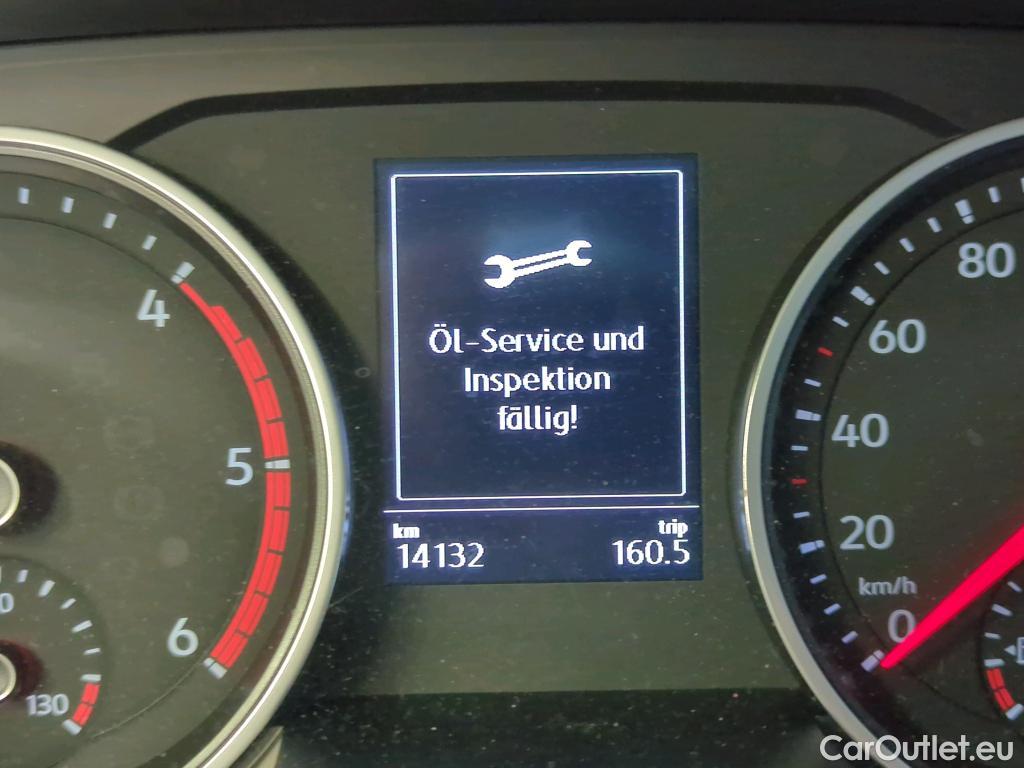 Öl-Service und
Inspektion
fällig!
km
trip
14132
160.5
4
5
6
130
80
60
40
20
km/h
0
CarOutlet.eu